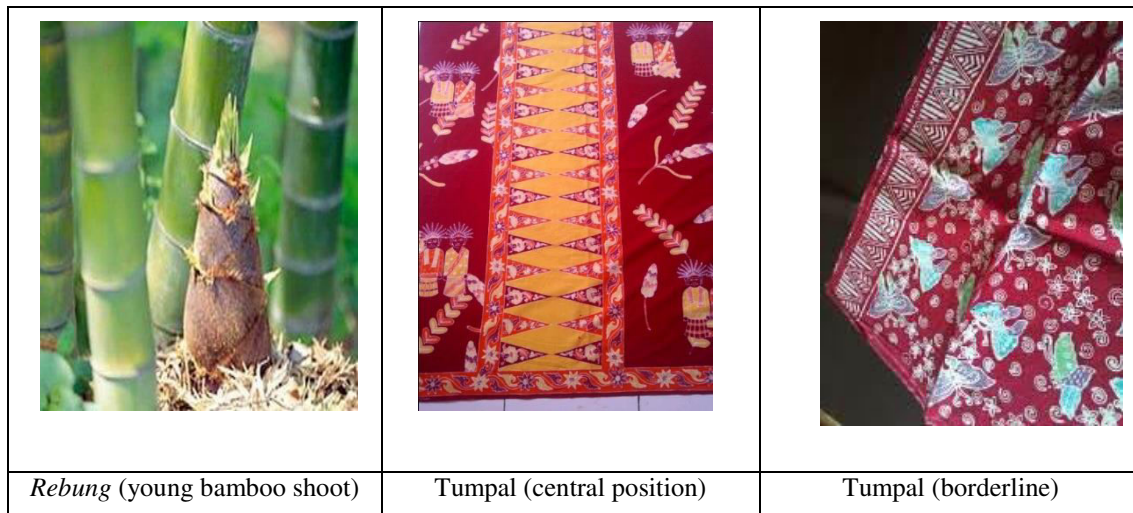 Rebung (young bamboo shoot)
Tumpal (central position)
Tumpal (borderline)